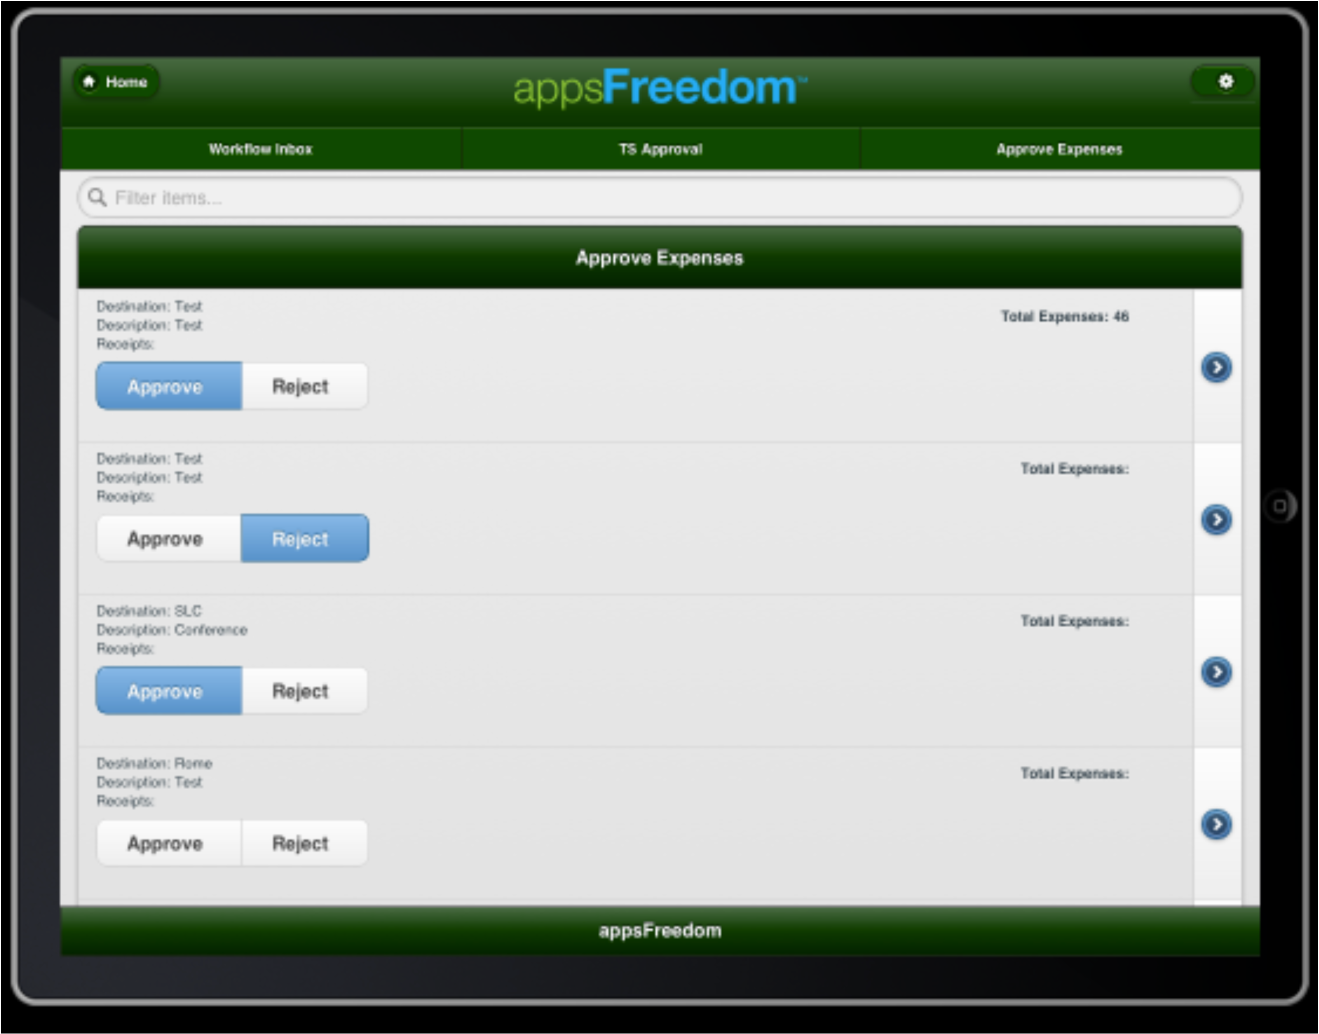 Home
appsFreedom™
Workflow Inbox
TS Approval
Approve Expenses
Filter items...
Approve Expenses
Destination: Test
Description: Test
Receipts:
Total Expenses: 46
Approve
Reject
Destination: Test
Description: Test
Receipts:
Total Expenses:
Approve
Reject
Destination: SLC
Description: Conference
Receipts:
Total Expenses:
Approve
Reject
Destination: Rome
Description: Test
Receipts:
Total Expenses:
Approve
Reject
appsFreedom